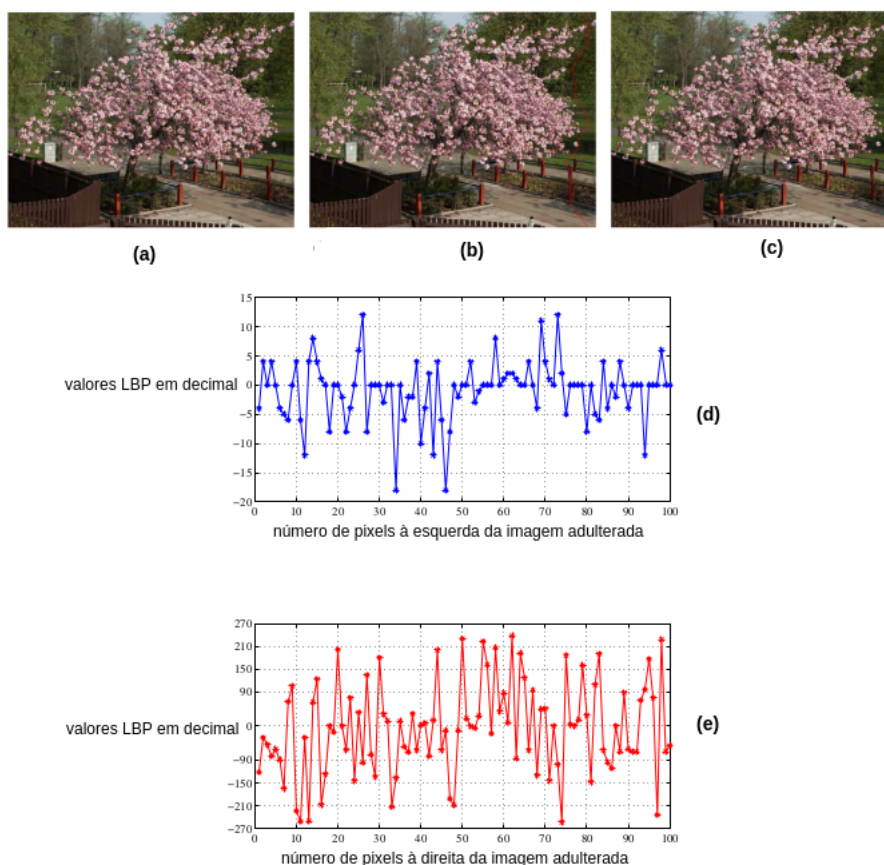 (a)
(b)
(c)
15
10
5
0
−5
−10
−15
−20
valores LBP em decimal
(d)
0 10 20 30 40 50 60 70 80 90 100
número de pixels à esquerda da imagem adulterada
270
210
150
90
0
−90
−150
−210
−270
valores LBP em decimal
(e)
0 10 20 30 40 50 60 70 80 90 100
número de pixels à direita da imagem adulterada